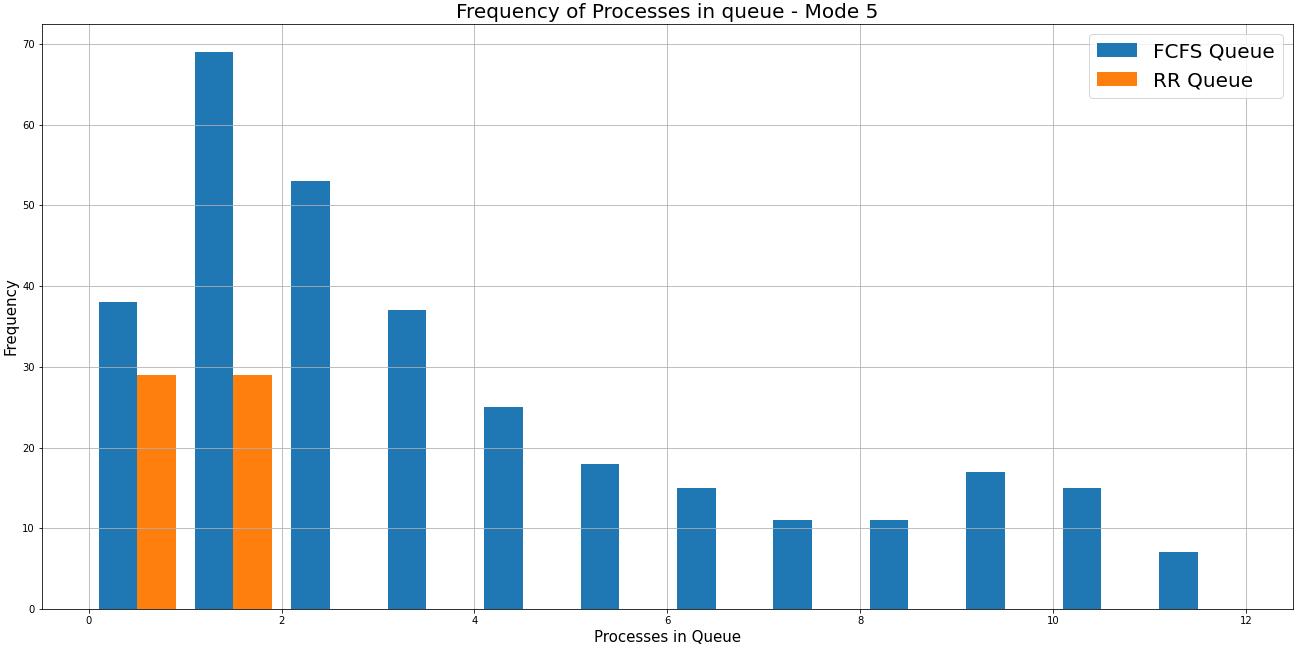 Frequency of Processes in queue - Mode 5
FCFS Queue
RR Queue
Frequency
70
60
50
40
30
20
10
0
0 2 4 6 8 10 12
Processes in Queue